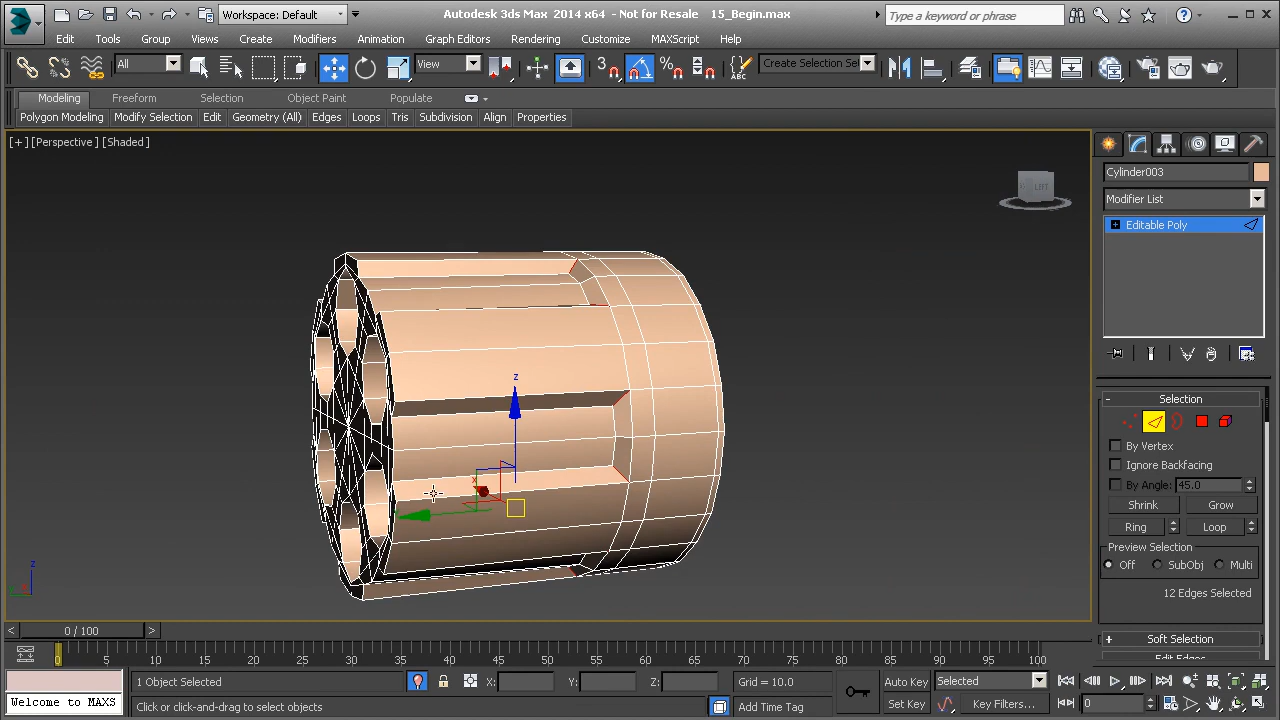 Workspace: Default
Autodesk 3ds Max 2014 x64 - Not for Resale 15_Begin.max
Type a keyword or phrase
Edit Tools Group Views Create Modifiers Animation Graph Editors Rendering Customize MAXScript Help
All View 3 % ABC Create Selection Se
Modeling Freeform Selection Object Paint Populate
Polygon Modeling Modify Selection Edit Geometry (All) Edges Loops Tris Subdivision Align Properties
[+] [Perspective] [Shaded]
LEFT
Cylinder003
Modifier List
Editable Poly
z
x
z
- Selection
By Vertex
Ignore Backfacing
By Angle: 45.0
Shrink Grow
Ring Loop
Preview Selection
Off SubObj Multi
12 Edges Selected
+ Soft Selection
Edit Edges
< 0 / 100 >
0 5 10 15 20 25 30 35 40 45 50 55 60 65 70 75 80 85 90 95 100
1 Object Selected X: Y: Z: Grid = 10.0 Auto Key Selected
Welcome to MAXS Click or click-and-drag to select objects Add Time Tag Set Key Key Filters... 0